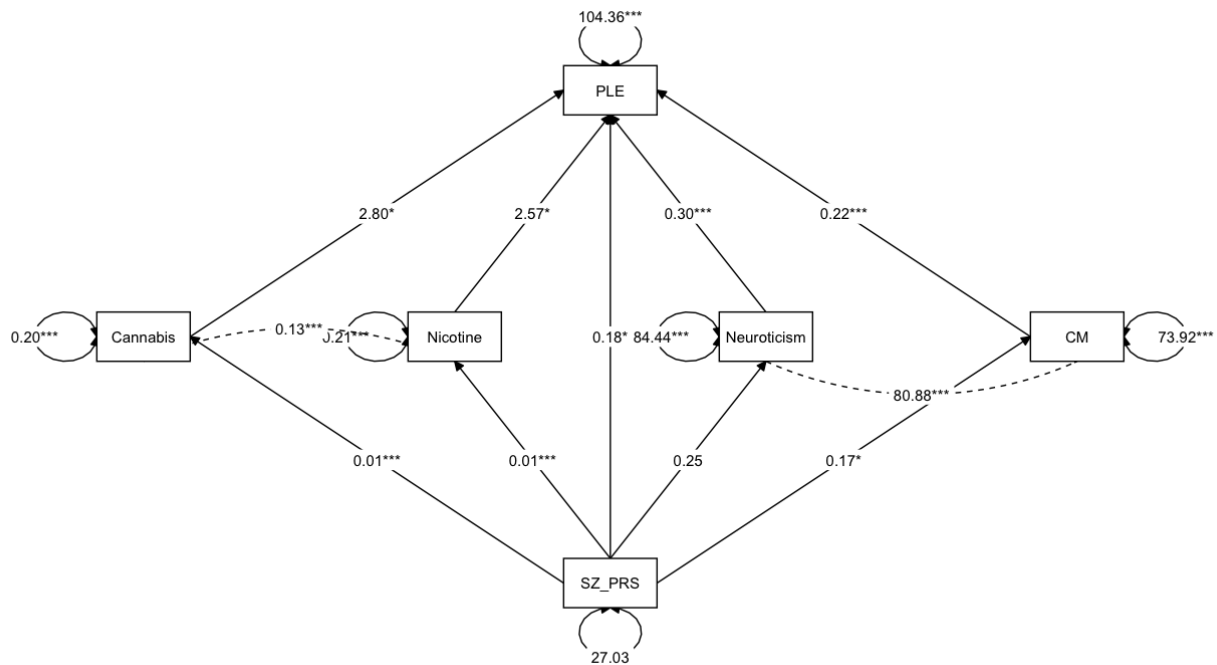 104.36***
PLE
2.80*
2.57*
0.30***
0.22***
0.20***
Cannabis
0.13***
0.21***
Nicotine
0.18*
84.44***
Neuroticism
CM
73.92***
80.88***
0.01***
0.01***
0.25
0.17*
SZ_PRS
27.03